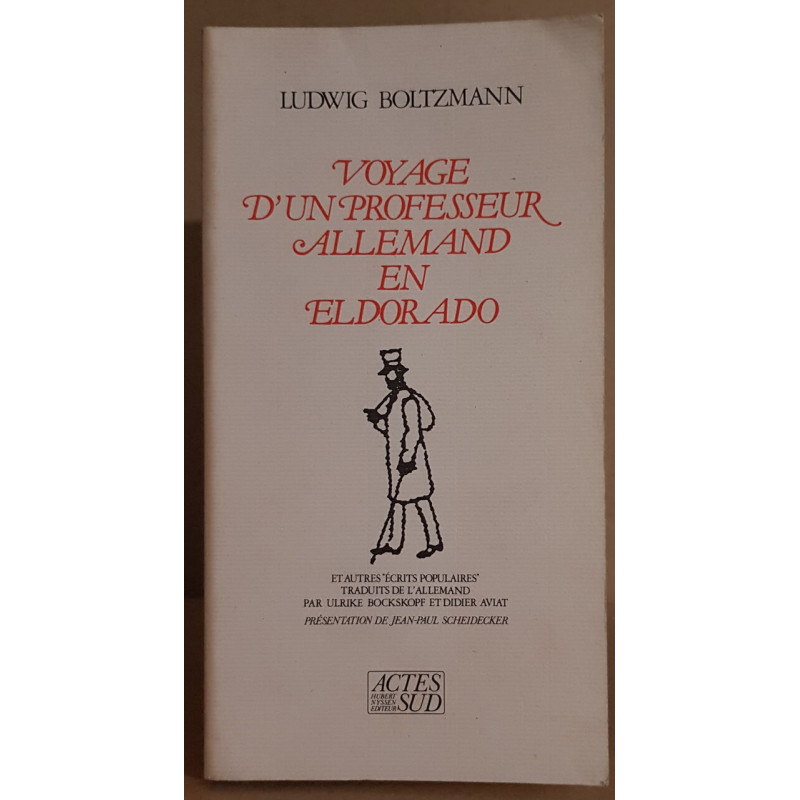 LUDWIG BOLTZMANN
VOYAGE
D'UN PROFESSEUR
ALLEMAND
EN
ELDORADO
ET AUTRES "ÉCRITS POPULAIRES"
TRADUITS DE L'ALLEMAND
PAR ULRIKE BOCKSKOPF ET DIDIER AVIAT
PRÉSENTATION DE JEAN-PAUL SCHEIDECKER
ACTES
HUBERT
NYSSEN
ÉDITEUR
SUD